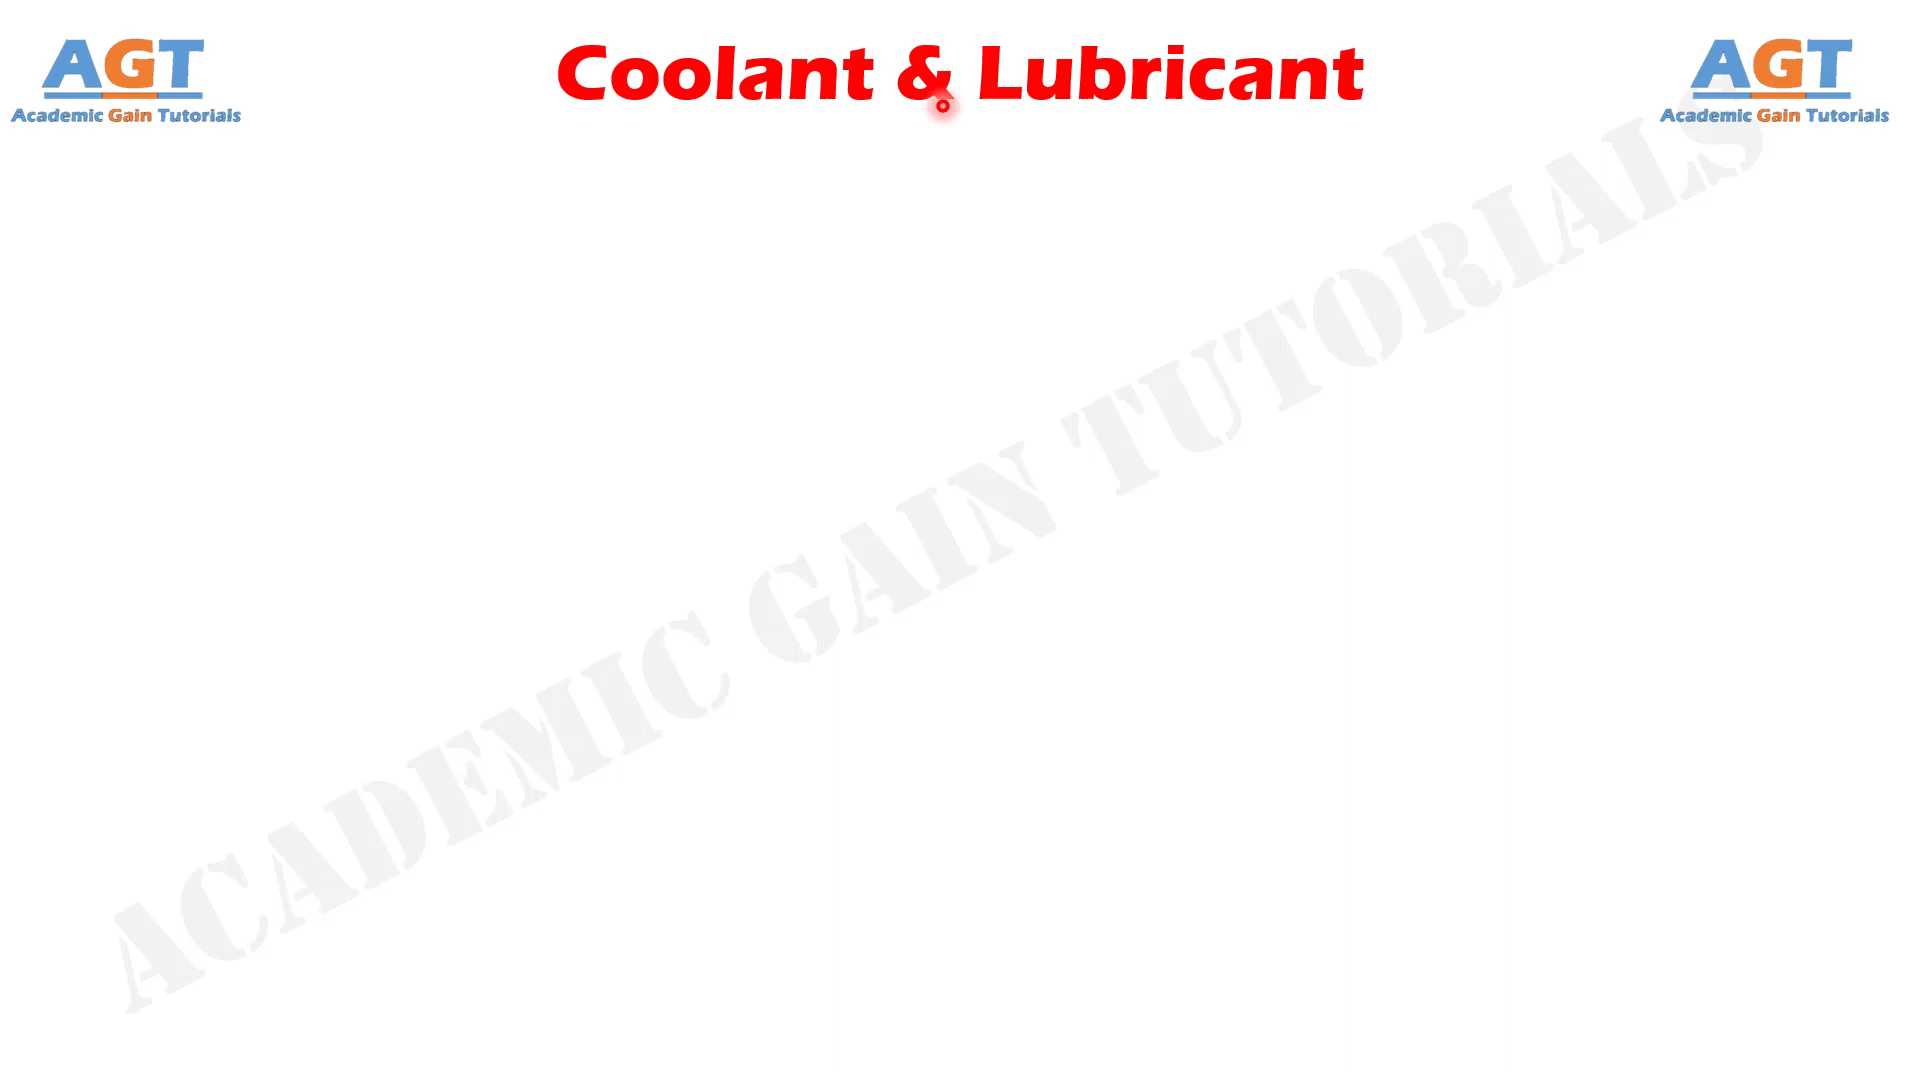 AGT
Academic Gain Tutorials
Coolant & Lubricant
AGT
Academic Gain Tutorials
ACADEMIC GAIN TUTORIALS